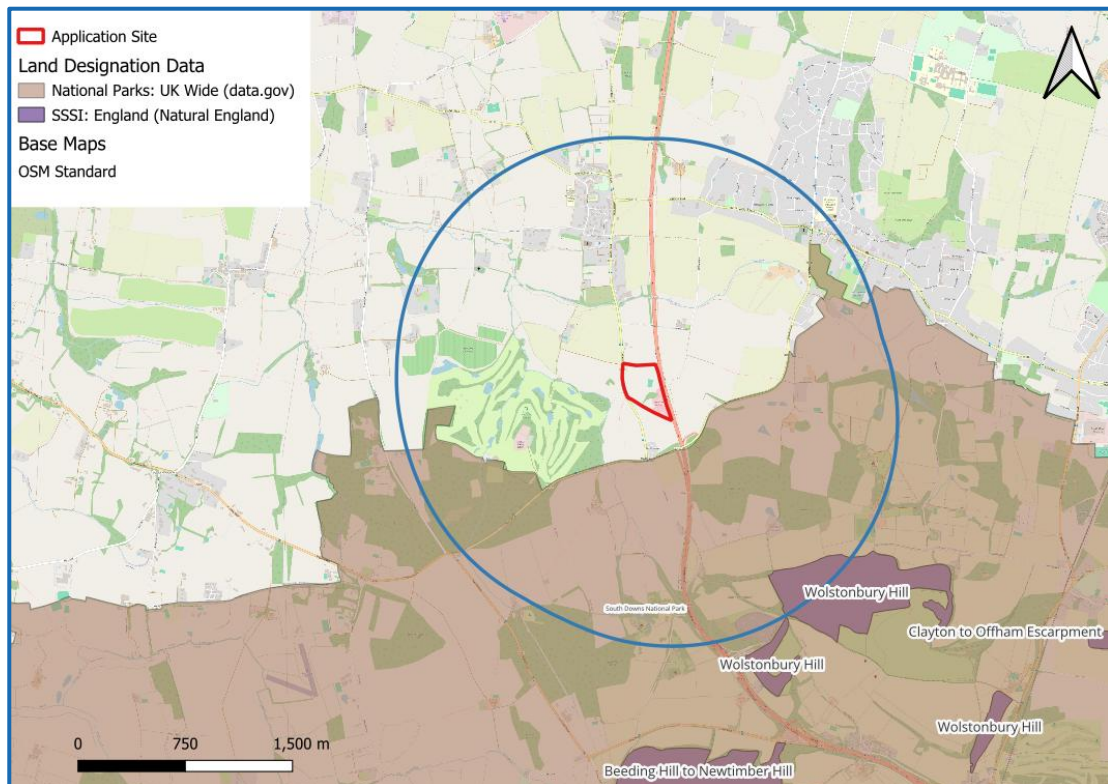 Application Site
Land Designation Data
National Parks: UK Wide (data.gov)
SSSI: England (Natural England)
Base Maps
OSM Standard
Wolstonbury Hill
South Downs National Park
Clayton to Offham Escarpment
Wolstonbury Hill
Wolstonbury Hill
0 750 1,500 m
Beeding Hill to Newtimber Hill